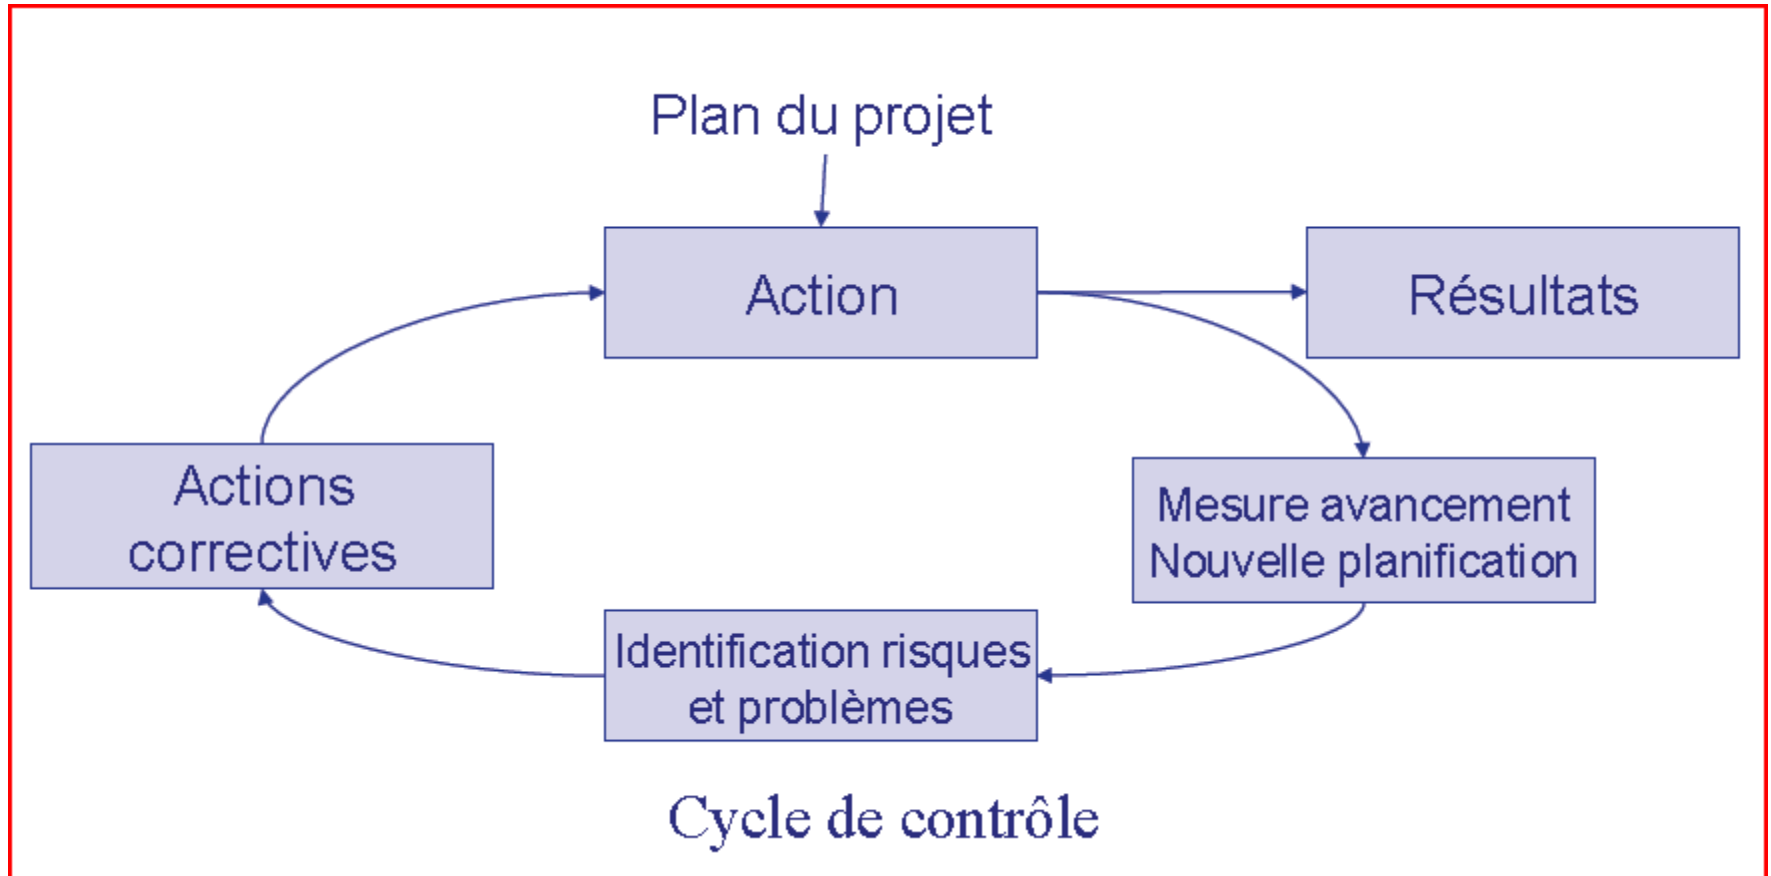 Plan du projet
Action
Résultats
Actions
correctives
Mesure avancement
Nouvelle planification
Identification risques
et problèmes
Cycle de contrôle